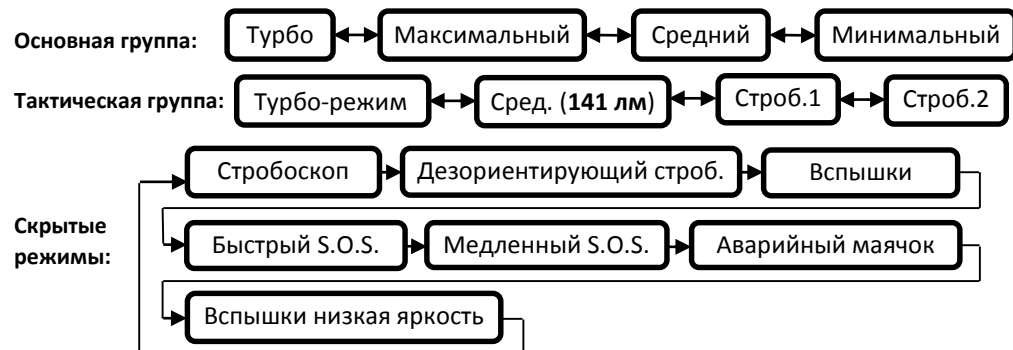 Основная группа: Турбо Максимальный Средний Минимальный
Тактическая группа: Турбо-режим Сред. (141 лм) Строб.1 Строб.2
Стробоскоп Дезориентирующий строб. Вспышки
Скрытые
режимы:
Быстрый S.O.S. Медленный S.O.S. Аварийный маячок
Вспышки низкая яркость